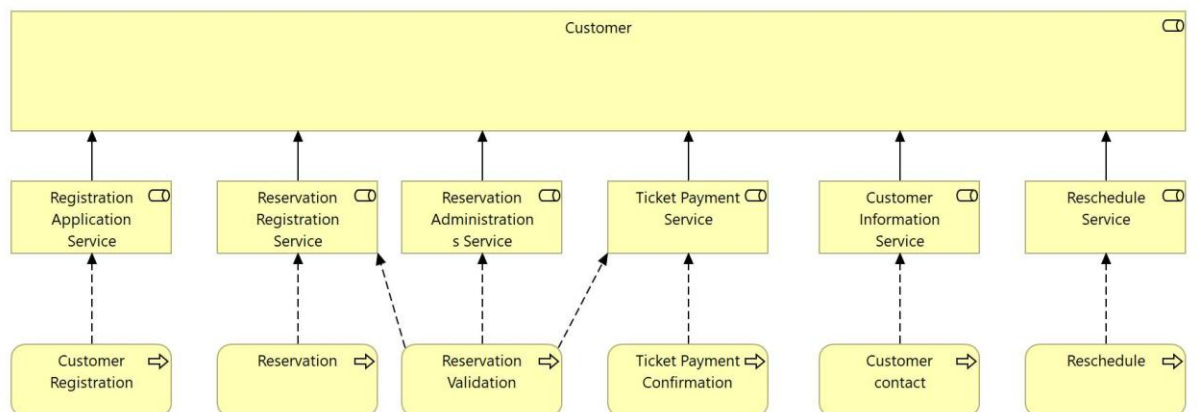 Customer
Registration
Application
Service
Reservation
Registration
Service
Reservation
Administration
s Service
Ticket Payment
Service
Customer
Information
Service
Reschedule
Service
Customer
Registration
Reservation
Reservation
Validation
Ticket Payment
Confirmation
Customer
contact
Reschedule